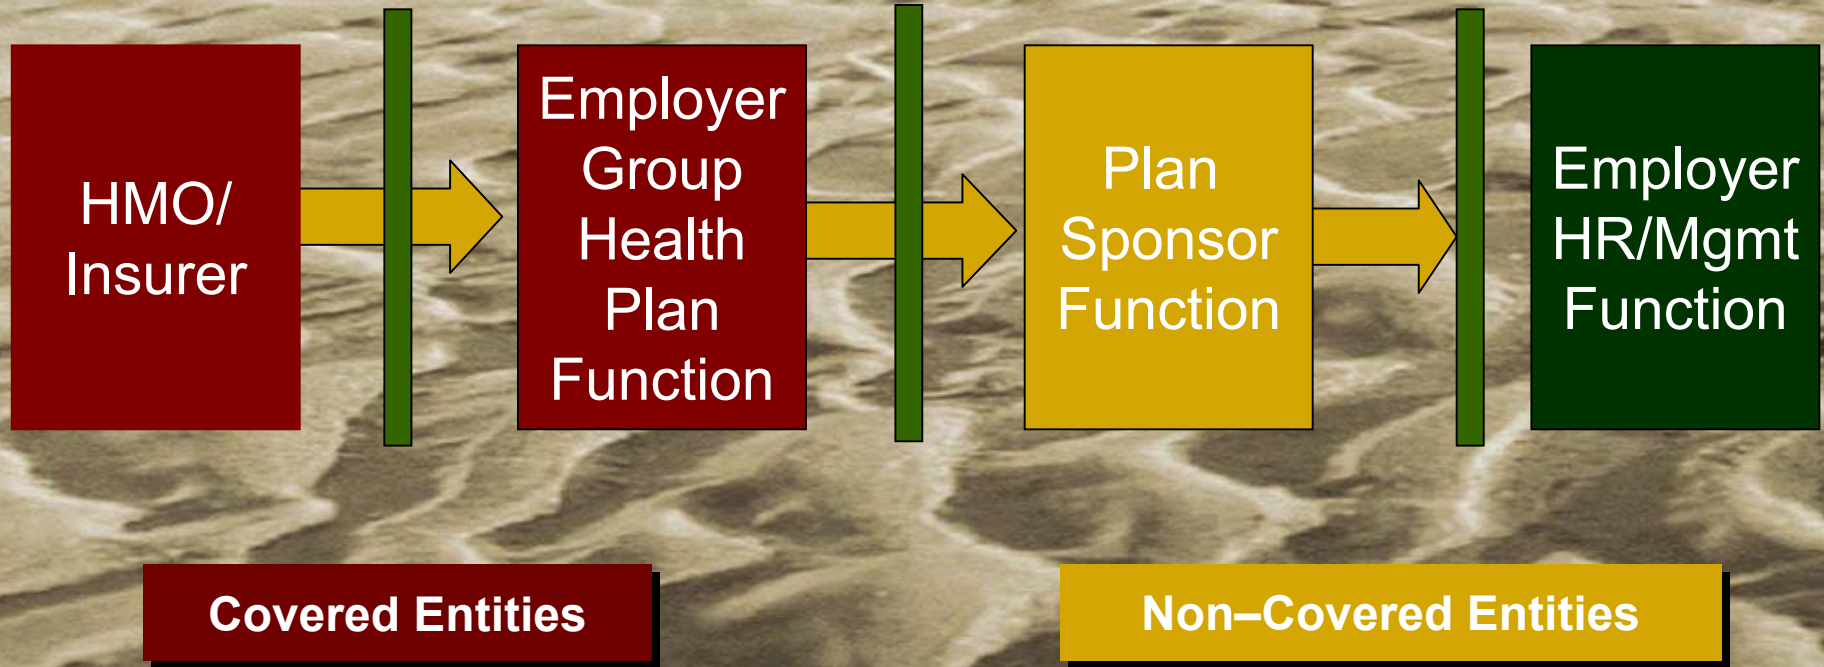 HMO/
Insurer
Employer
Group
Health
Plan
Function
Plan
Sponsor
Function
Employer
HR/Mgmt
Function
Covered Entities
Non–Covered Entities